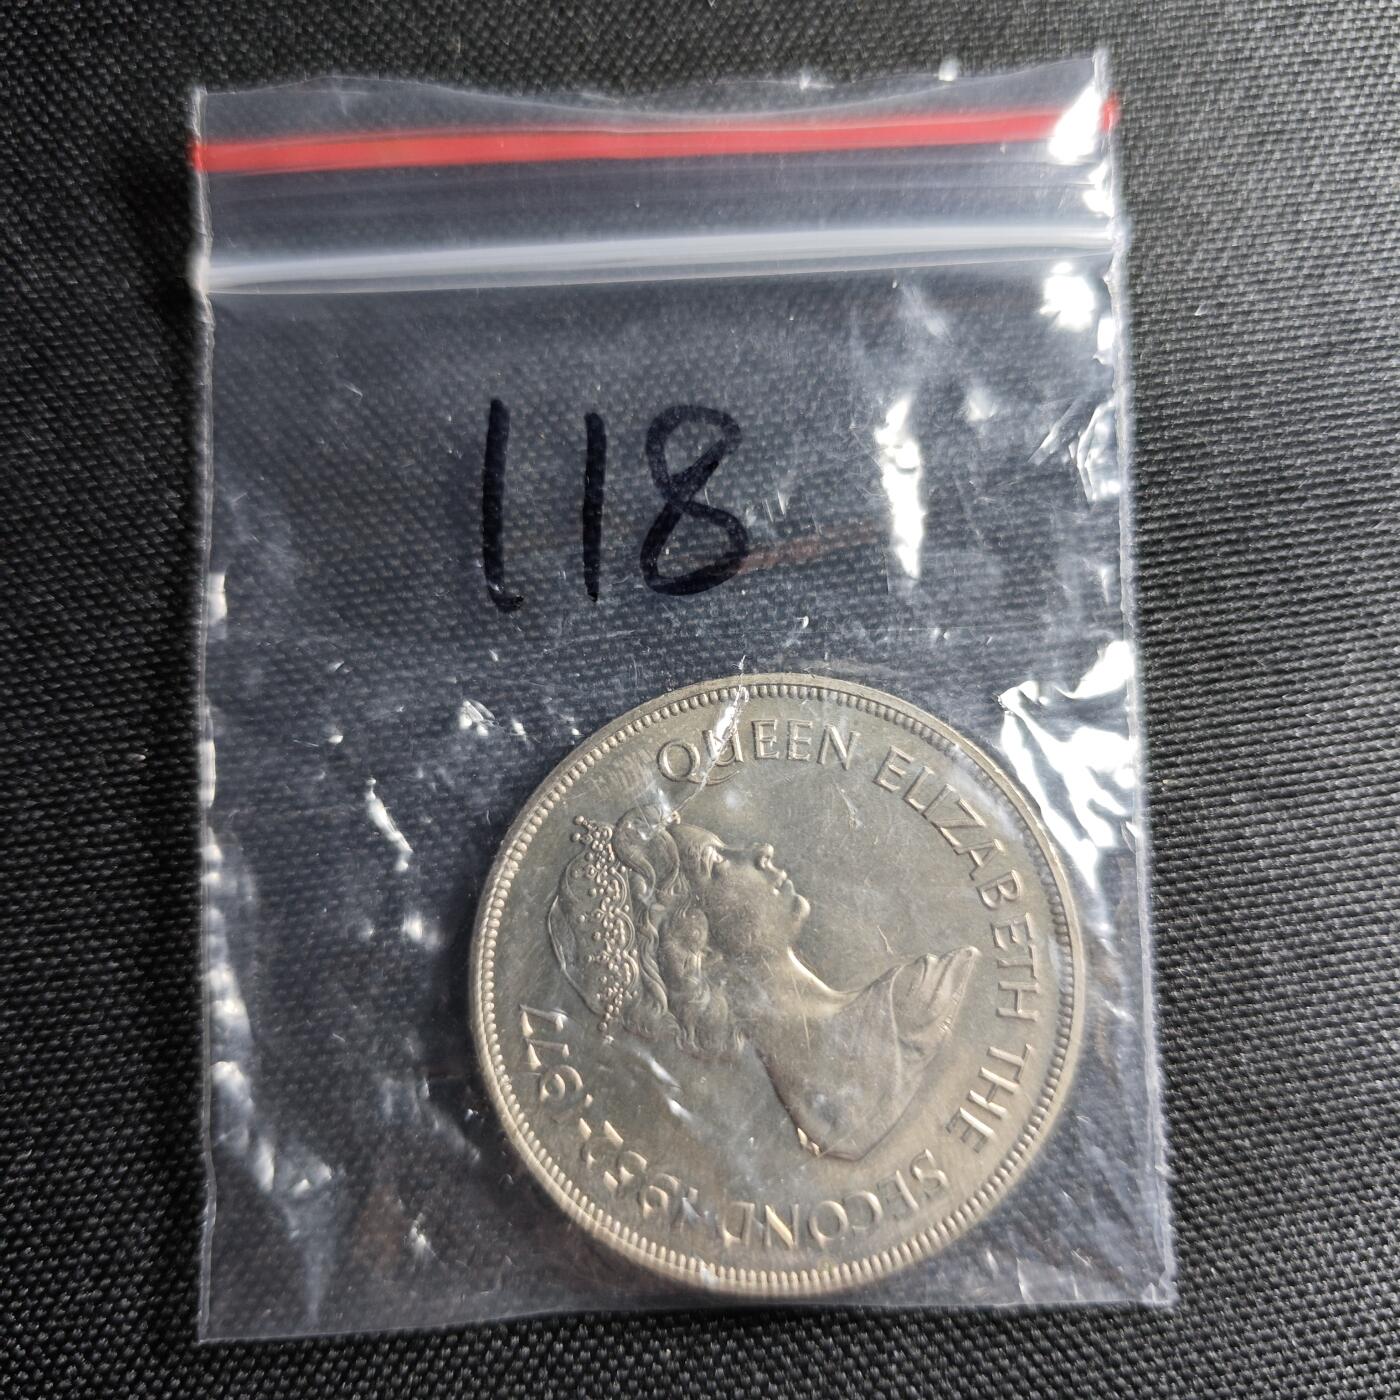 118
QUEEN ELIZABETH THE SECOND 1952-1977